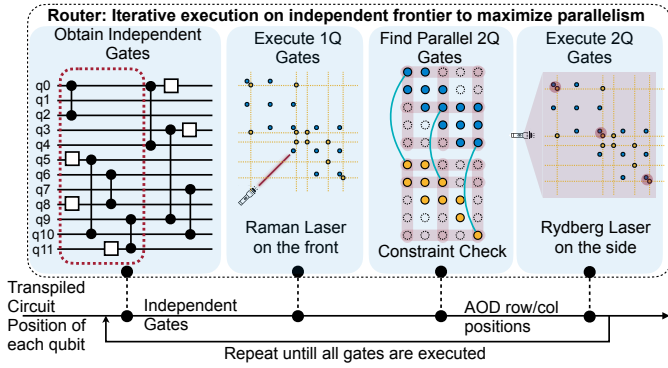 Router: Iterative execution on independent frontier to maximize parallelism
Obtain Independent
Gates
q0
q1
q2
q3
q4
q5
q6
q7
q8
q9
q10
q11
Execute 1Q
Gates
Raman Laser
on the front
Find Parallel 2Q
Gates
Constraint Check
Execute 2Q
Gates
Rydberg Laser
on the side
Transpiled
Circuit
Position of
each qubit
Independent
Gates
AOD row/col
positions
Repeat untill all gates are executed